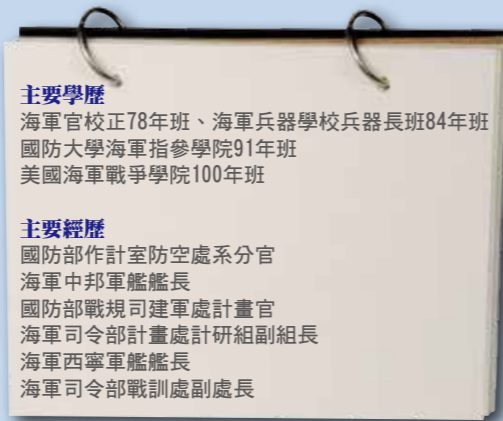 主要學歷
海軍官校正78年班、海軍兵器學校兵器長班84年班
國防大學海軍指參學院91年班
美國海軍戰爭學院100年班
主要經歷
國防部作計室防空處系分官
海軍中邦軍艦艦長
國防部戰規司建軍處計畫官
海軍司令部計畫處計研組副組長
海軍西寧軍艦艦長
海軍司令部戰訓處副處長